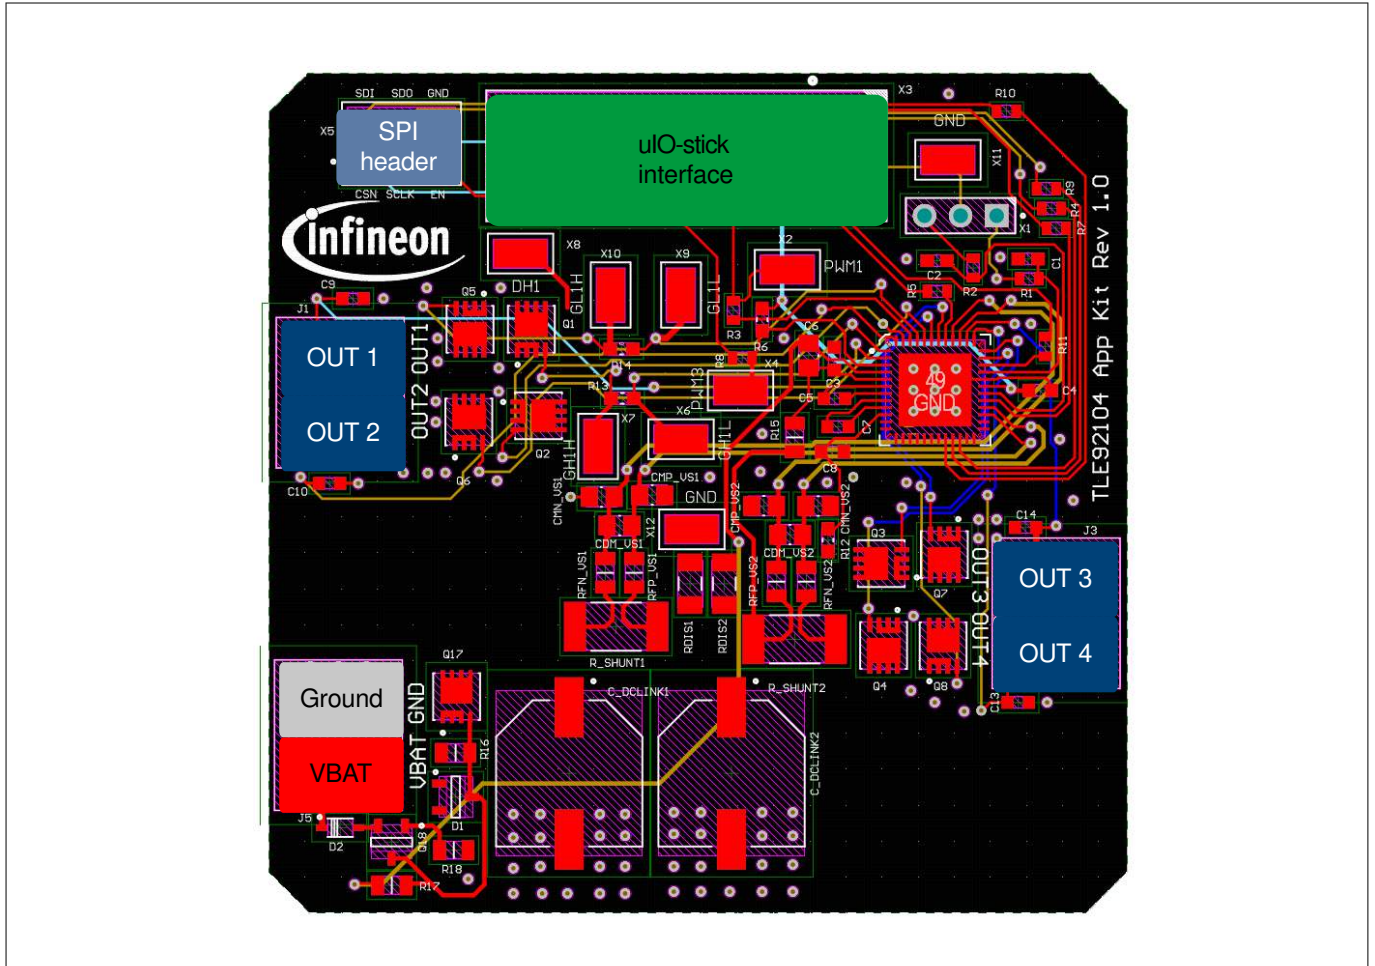 SDI SDO GND
X5
SPI
header
CSN SCLK EN
uIO-stick
interface
X3
R10
GND
X11
X1
R9
R4
R7
TLE92104 App Kit Rev 1.0
infineon
X8
DH1
X10
GL1H
X9
GL1L
X2
PWM1
C2
R5
R2
C1
R1
R3
R6
C6
R11
C9
J1
OUT 1
OUT 2
OUT2 OUT1
C10
Q5
Q1
Q6
Q2
R14
R13
X7
GH1H
X6
GH1L
R8
X4
PWM3
C3
C5
C7
R15
C8
C4
49
GND
CMN_VS1
CMP_VS1
CDM_VS1
X12
GND
CMP_VS2
CMN_VS2
CDM_VS2
R12
RFN_VS1
RFP_VS1
RDIS1
RDIS2
RFP_VS2
RFN_VS2
R_SHUNT1
R_SHUNT2
Q3
Q7
Q4
Q8
C14
J3
OUT 3
OUT 4
OUT3 OUT4
C13
Ground
VBAT
VBAT GND
J5
Q17
R16
D1
D2
Q18
R18
R17
C_DCLINK1
C_DCLINK2